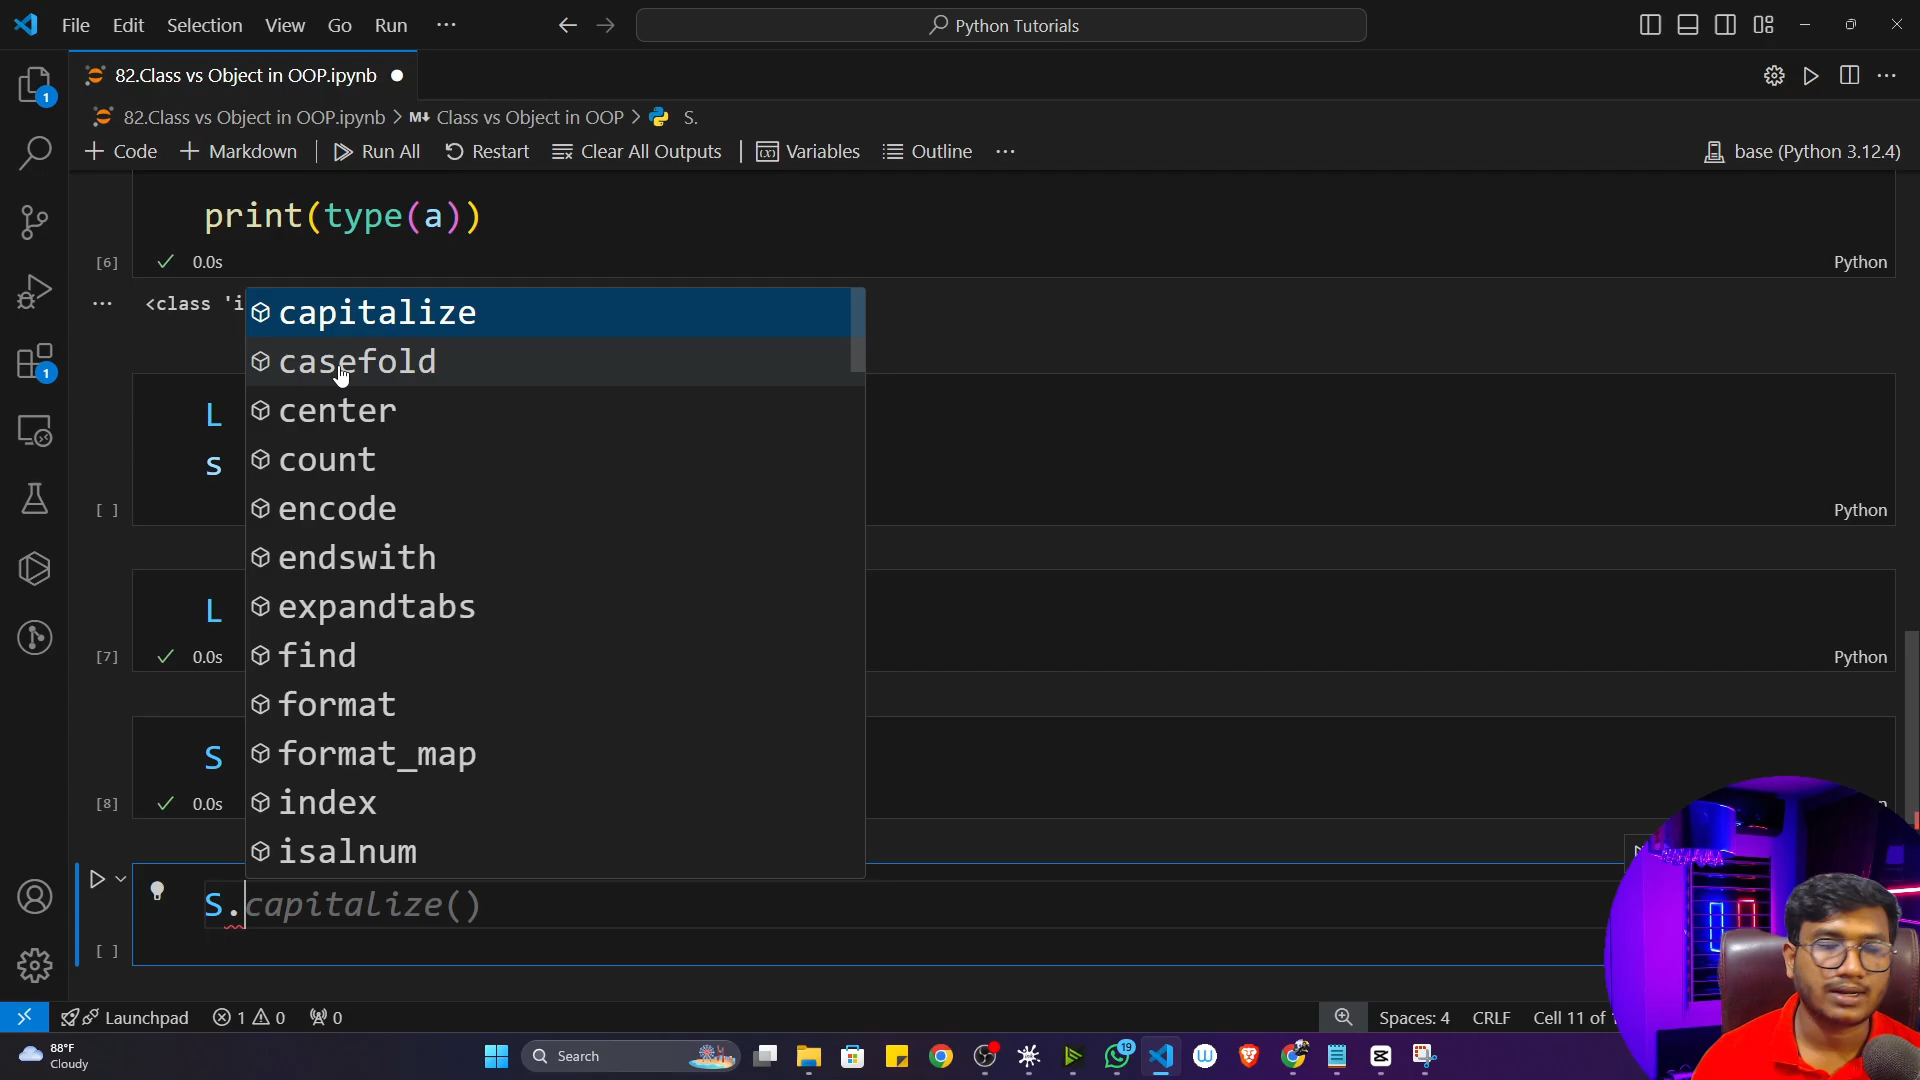 File Edit Selection View Go Run ···
Python Tutorials
82.Class vs Object in OOP.ipynb
1
82.Class vs Object in OOP.ipynb > M↓ Class vs Object in OOP > S.
+ Code + Markdown Run All Restart Clear All Outputs Variables Outline ···
base (Python 3.12.4)
print(type(a))
[6] 0.0s Python
<class 'i
capitalize
casefold
1
center
L
count
s
encode
[ ] Python
endswith
expandtabs
L
find
[7] 0.0s Python
format
format_map
S
index
[8] 0.0s
isalnum
S.capitalize()
[ ]
Launchpad 1 0 0
Spaces: 4 CRLF Cell 11 of
88°F
Cloudy
Search
19